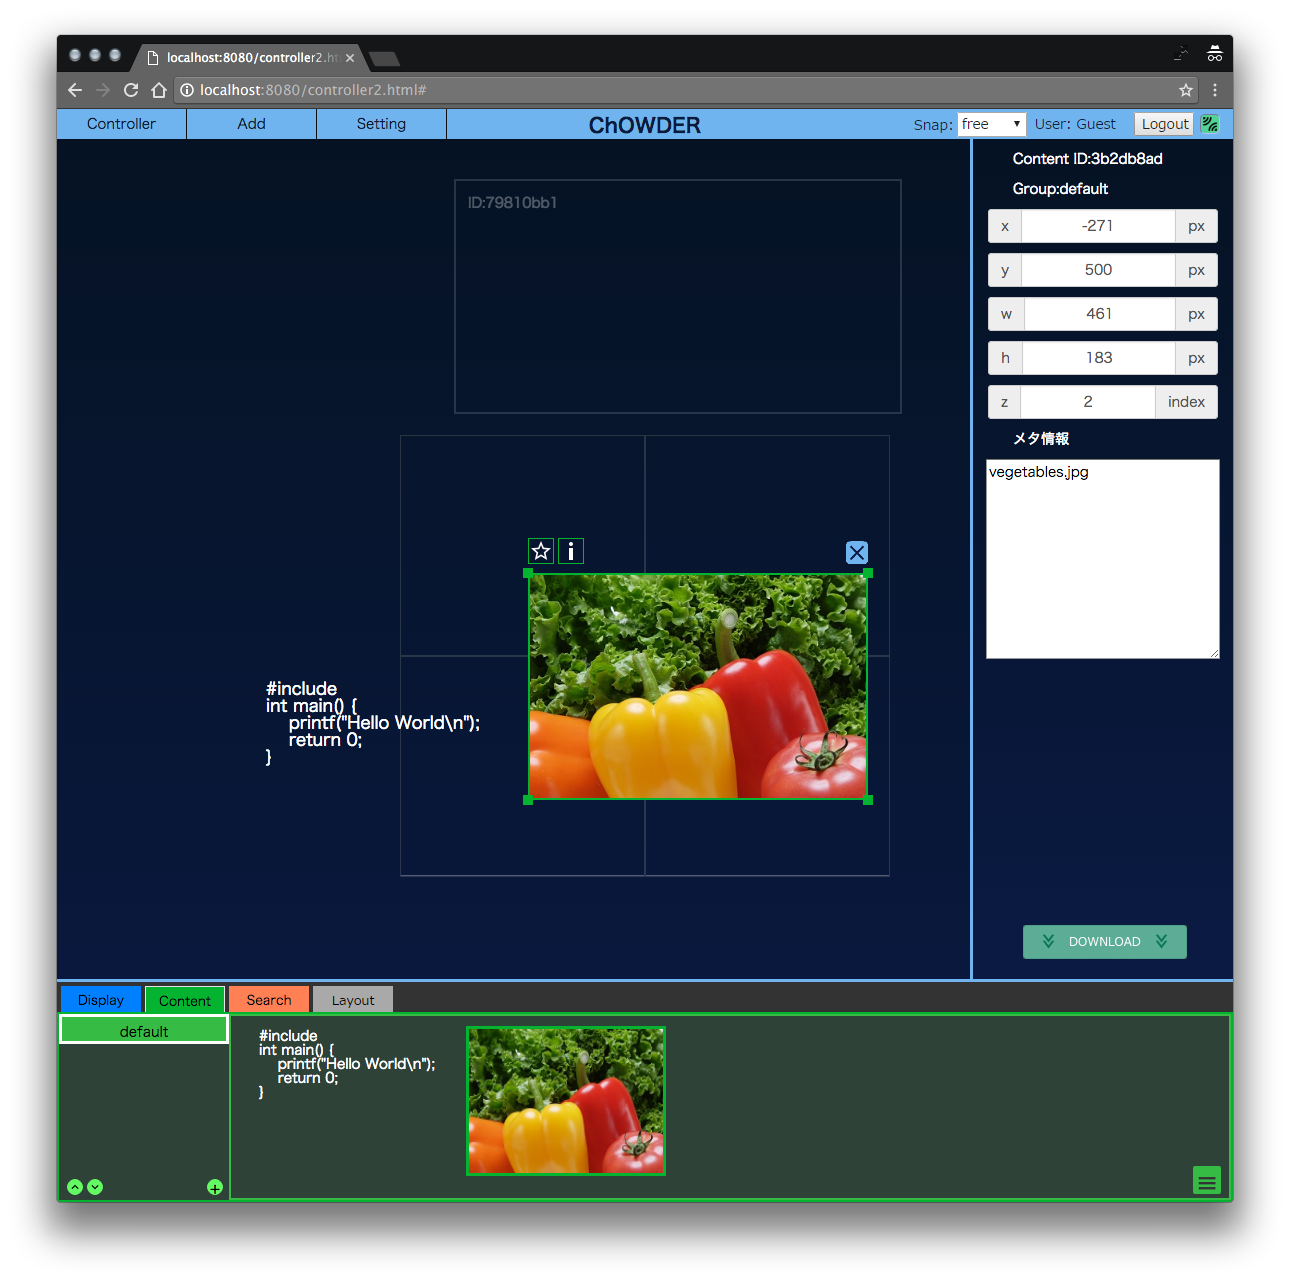 localhost:8080/controller2.ht
localhost:8080/controller2.html#
Controller
Add
Setting
ChOWDER
Snap: free
User: Guest
Logout
ID:79810bb1
Content ID:3b2db8ad
Group:default
x -271 px
y 500 px
w 461 px
h 183 px
z 2 index
メタ情報
vegetables.jpg
#include
int main() {
printf("Hello World\n");
return 0;
}
DOWNLOAD
Display
Content
Search
Layout
default
#include
int main() {
printf("Hello World\n");
return 0;
}